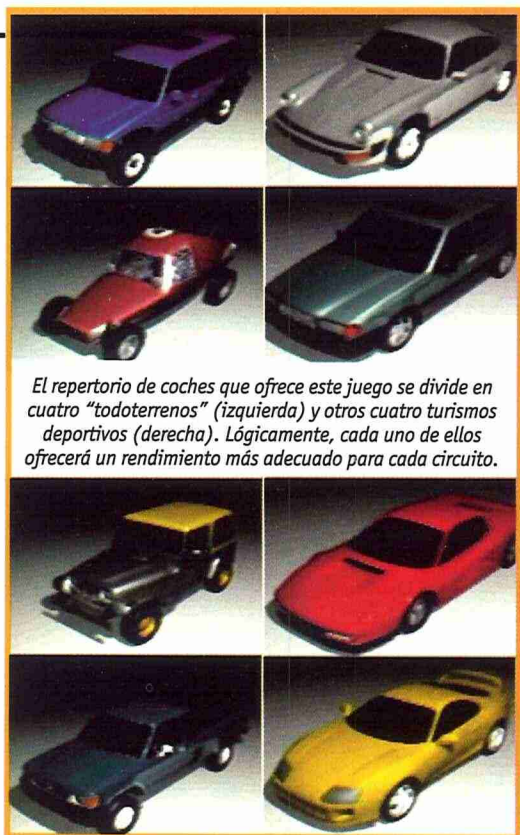 El repertorio de coches que ofrece este juego se divide en
cuatro "todoterrenos" (izquierda) y otros cuatro turismos
deportivos (derecha). Lógicamente, cada uno de ellos
ofrecerá un rendimiento más adecuado para cada circuito.